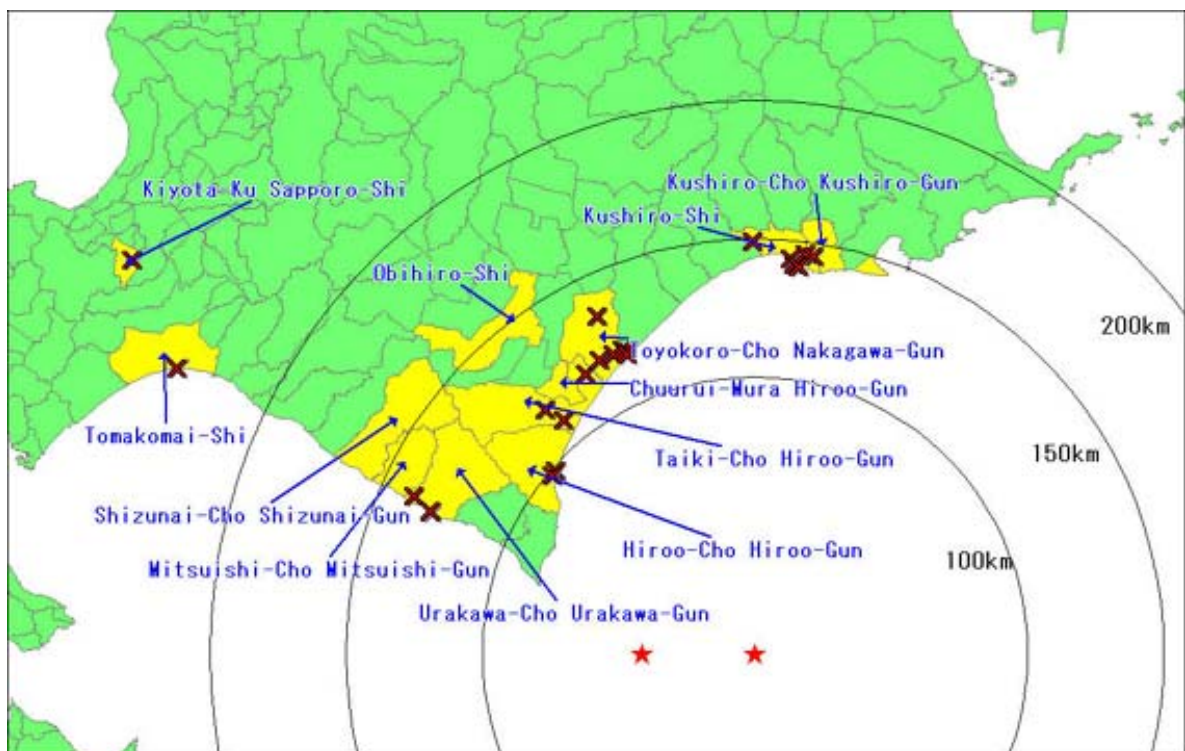 Kiyota Ku Sapporo-Shi
Kushiro-Cho Kushiro-Gun
Kushiro-Shi
Obihiro-Shi
200km
Toyokoro-Cho Nakagawa-Gun
Chuurui-Mura Hiroo-Gun
Tomakomai-Shi
Taiki-Cho Hiroo-Gun
150km
Shizunai-Cho Shizunai-Gun
Hiroo-Cho Hiroo-Gun
100km
Mitsuishi-Cho Mitsuishi-Gun
Urakawa-Cho Urakawa-Gun